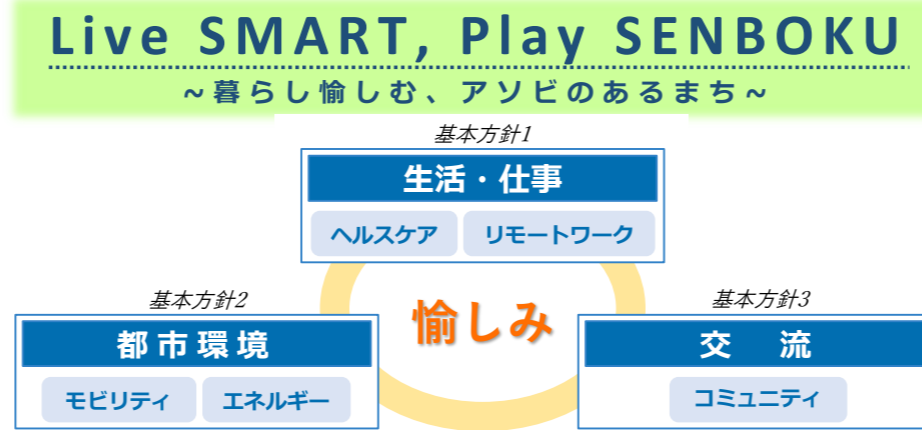 Live SMART, Play SENBOKU
~暮らし愉しむ、アソビのあるまち~
基本方針1
生活・仕事
ヘルスケア リモートワーク
愉しみ
基本方針2
都市環境
モビリティ エネルギー
基本方針3
交 流
コミュニティ